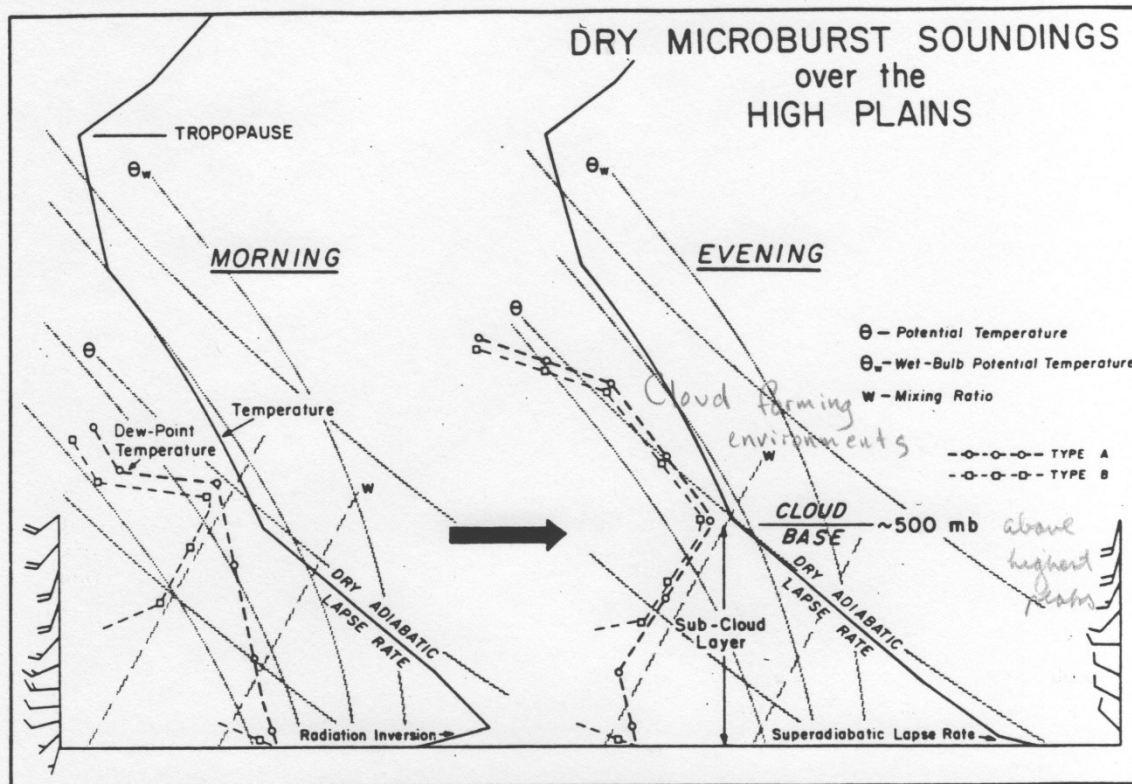 DRY MICROBURST SOUNDINGS
over the
HIGH PLAINS
TROPOPAUSE
θw
MORNING
θ
Temperature
Dew-Point
Temperature
w
DRY ADIABATIC
LAPSE RATE
Radiation Inversion
θw
EVENING
θ
θ – Potential Temperature
θw – Wet-Bulb Potential Temperature
w – Mixing Ratio
Cloud forming
environments
w
TYPE A
TYPE B
CLOUD
BASE
~500 mb
above
highest
peaks
DRY ADIABATIC
LAPSE RATE
Sub-Cloud
Layer
Superadiabatic Lapse Rate